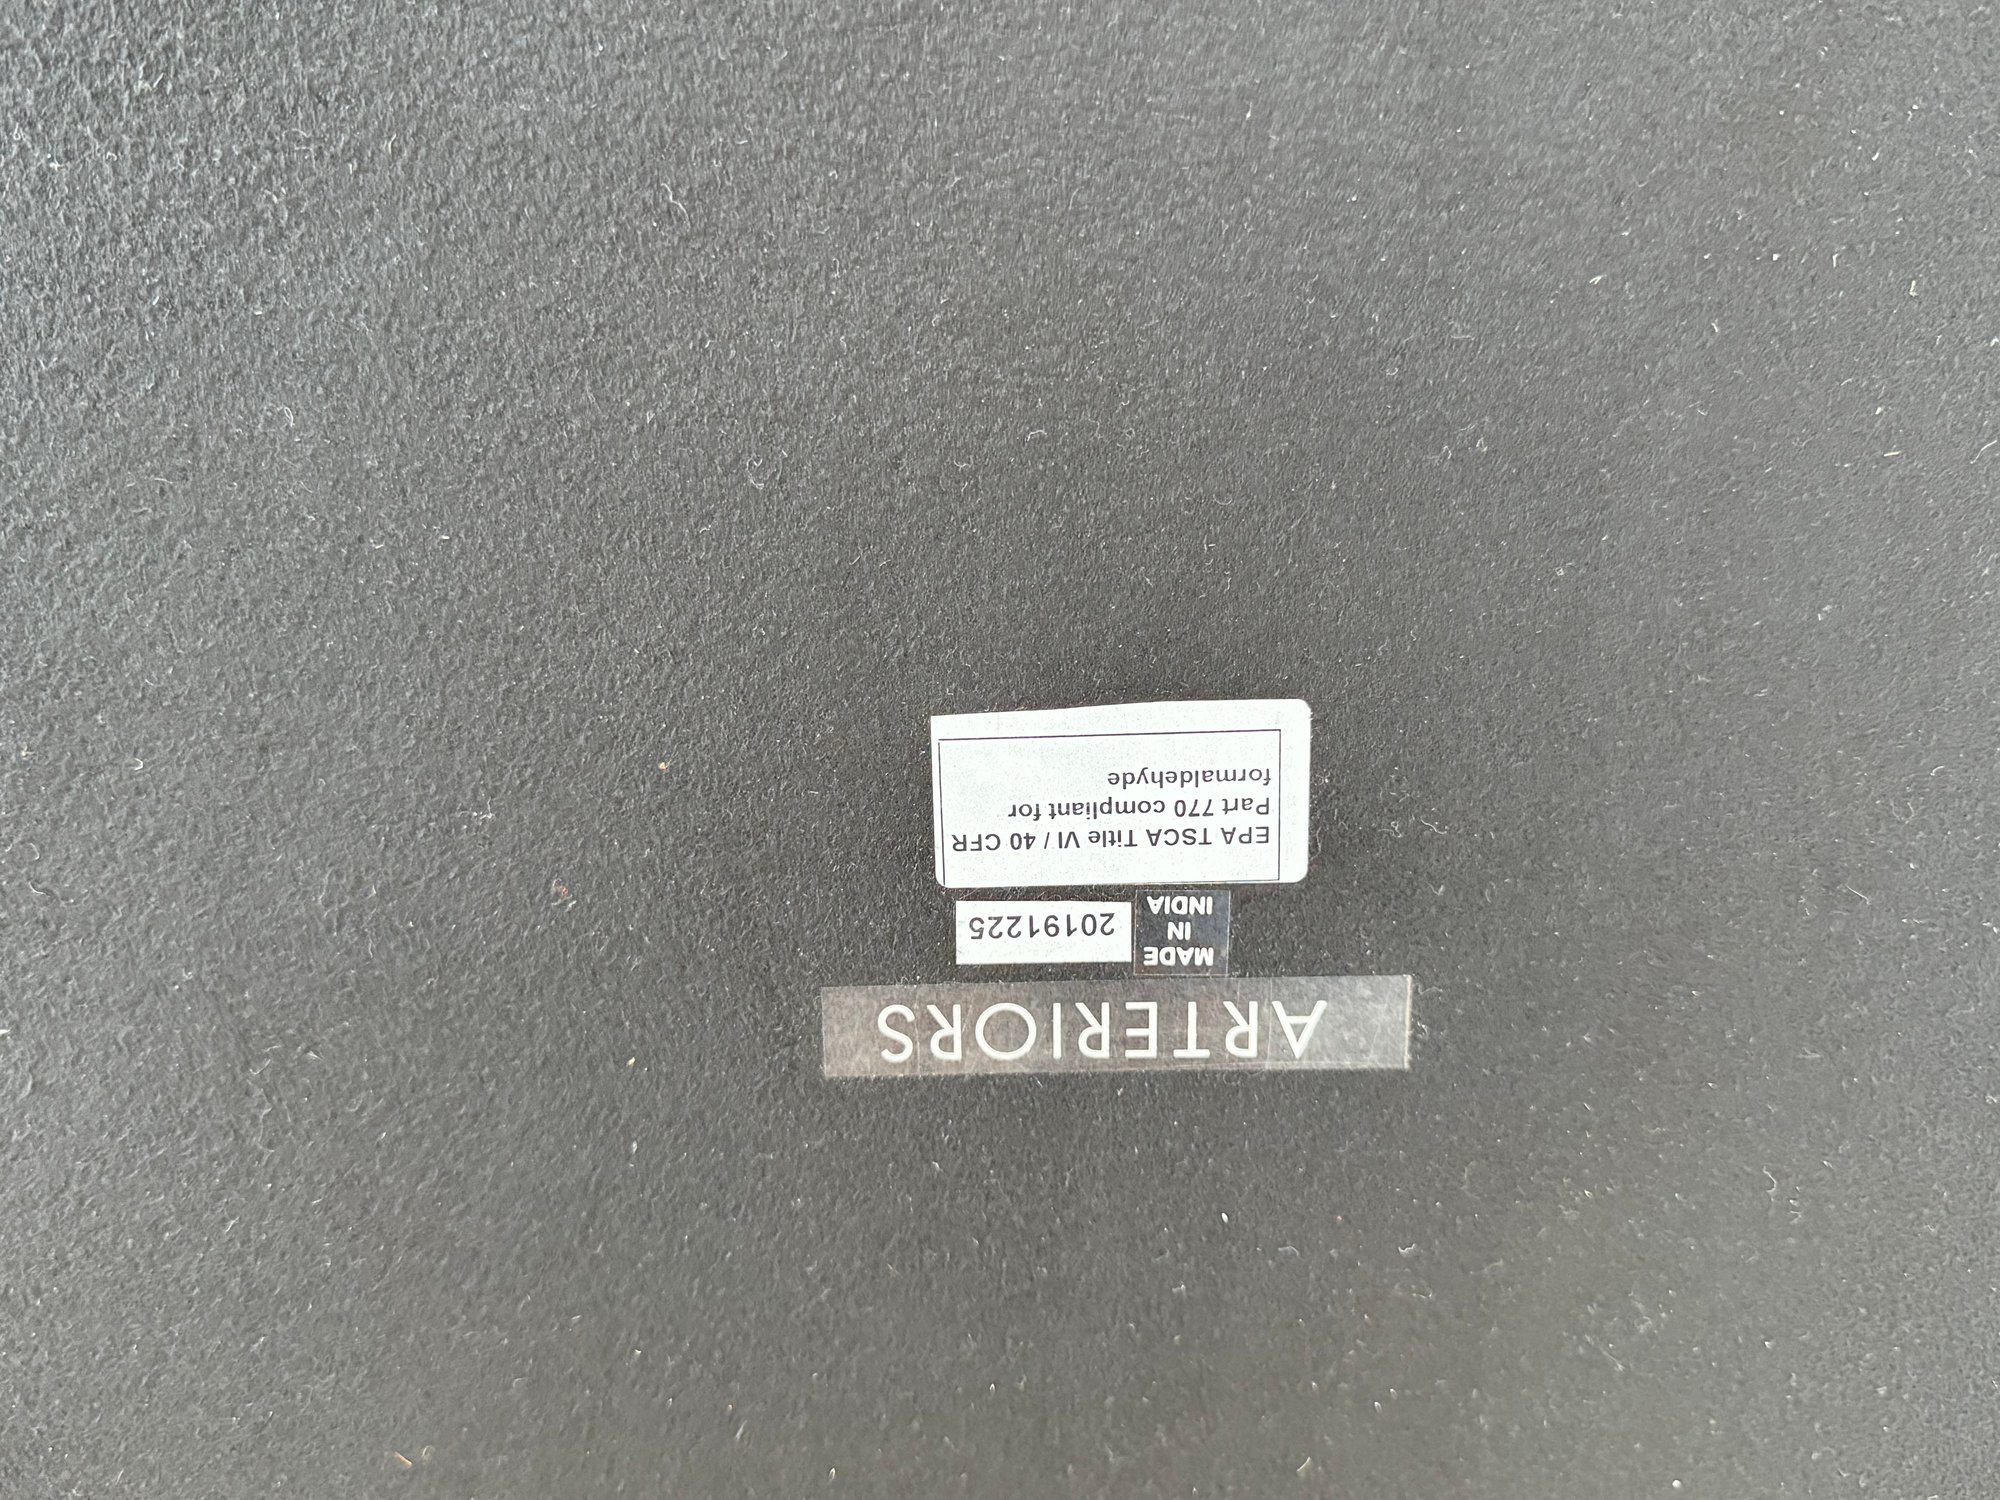 ARTERIORS
MADE
IN
INDIA
20191225
EPA TSCA Title VI / 40 CFR
Part 770 compliant for
formaldehyde